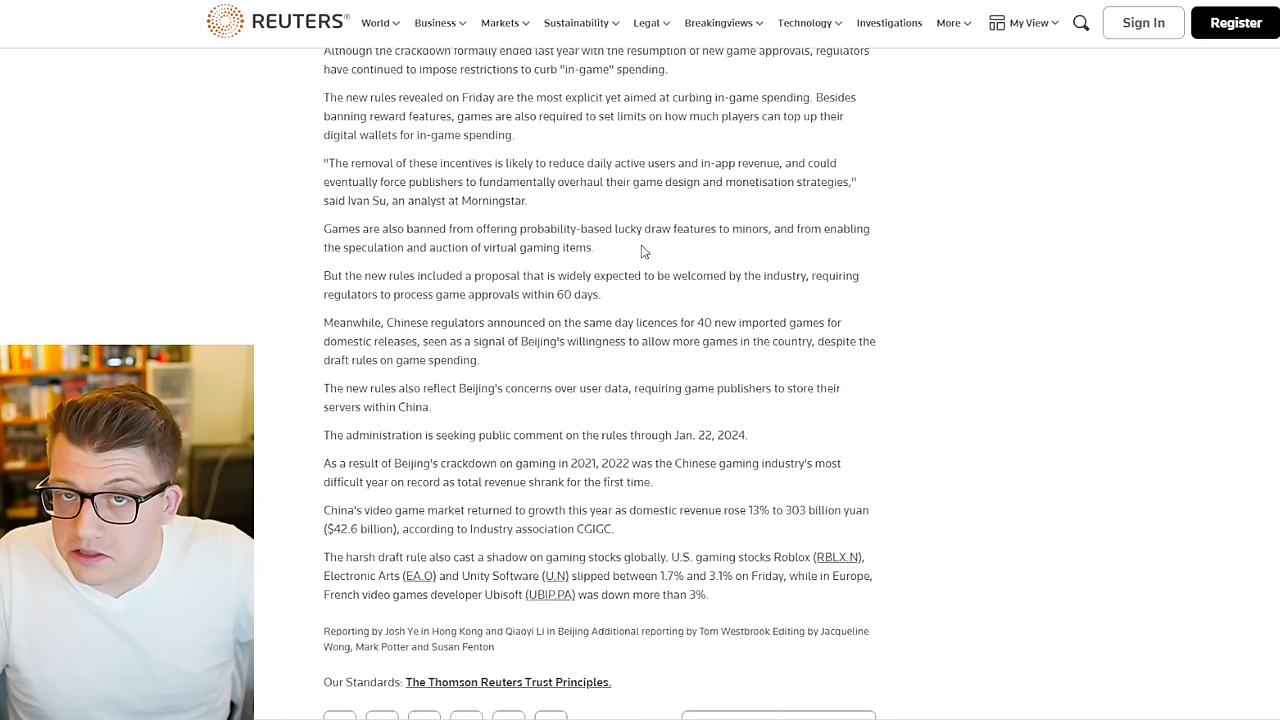 REUTERS®
World Business Markets Sustainability Legal Breakingviews Technology Investigations More My View Sign In Register
Although the crackdown formally ended last year with the resumption of new game approvals, regulators
have continued to impose restrictions to curb "in-game" spending.
The new rules revealed on Friday are the most explicit yet aimed at curbing in-game spending. Besides
banning reward features, games are also required to set limits on how much players can top up their
digital wallets for in-game spending.
"The removal of these incentives is likely to reduce daily active users and in-app revenue, and could
eventually force publishers to fundamentally overhaul their game design and monetisation strategies,"
said Ivan Su, an analyst at Morningstar.
Games are also banned from offering probability-based lucky draw features to minors, and from enabling
the speculation and auction of virtual gaming items.
But the new rules included a proposal that is widely expected to be welcomed by the industry, requiring
regulators to process game approvals within 60 days.
Meanwhile, Chinese regulators announced on the same day licences for 40 new imported games for
domestic releases, seen as a signal of Beijing's willingness to allow more games in the country, despite the
draft rules on game spending.
The new rules also reflect Beijing's concerns over user data, requiring game publishers to store their
servers within China.
The administration is seeking public comment on the rules through Jan. 22, 2024.
As a result of Beijing's crackdown on gaming in 2021, 2022 was the Chinese gaming industry's most
difficult year on record as total revenue shrank for the first time.
China's video game market returned to growth this year as domestic revenue rose 13% to 303 billion yuan
($42.6 billion), according to Industry association CGIGC.
The harsh draft rule also cast a shadow on gaming stocks globally. U.S. gaming stocks Roblox (RBLX.N),
Electronic Arts (EA.O) and Unity Software (U.N) slipped between 1.7% and 3.1% on Friday, while in Europe,
French video games developer Ubisoft (UBIP.PA) was down more than 3%.
Reporting by Josh Ye in Hong Kong and Qiaoyi Li in Beijing Additional reporting by Tom Westbrook Editing by Jacqueline
Wong, Mark Potter and Susan Fenton
Our Standards: The Thomson Reuters Trust Principles.